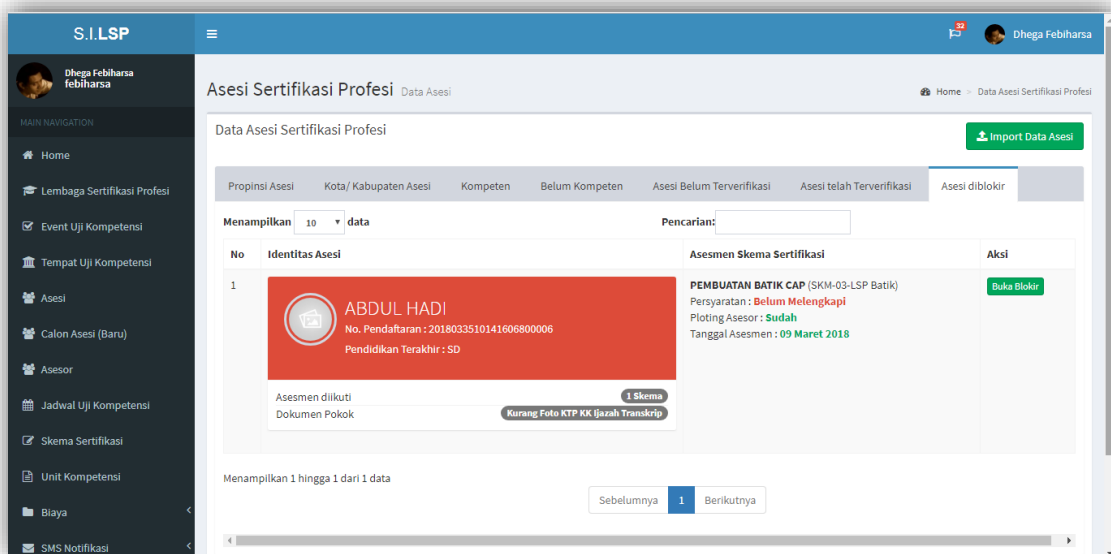 S.I.LSP
32
Dhega Febiharsa
Dhega Febiharsa
febiharsa
MAIN NAVIGATION
Home
Lembaga Sertifikasi Profesi
Event Uji Kompetensi
Tempat Uji Kompetensi
Asesi
Calon Asesi (Baru)
Asesor
Jadwal Uji Kompetensi
Skema Sertifikasi
Unit Kompetensi
Biaya
SMS Notifikasi
Asesi Sertifikasi Profesi Data Asesi
Home > Data Asesi Sertifikasi Profesi
Data Asesi Sertifikasi Profesi
Import Data Asesi
Propinsi Asesi Kota/ Kabupaten Asesi Kompeten Belum Kompeten Asesi Belum Terverifikasi Asesi telah Terverifikasi Asesi diblokir
Menampilkan 10 data Pencarian:
No Identitas Asesi Asesmen Skema Sertifikasi Aksi
1
ABDUL HADI
No. Pendaftaran : 2018033510141606800006
Pendidikan Terakhir : SD
Asesmen diikuti 1 Skema
Dokumen Pokok Kurang Foto KTP KK Ijazah Transkrip
PEMBUATAN BATIK CAP (SKM-03-LSP Batik)
Persyaratan : Belum Melengkapi
Ploting Asesor : Sudah
Tanggal Asesmen : 09 Maret 2018
Buka Blokir
Menampilkan 1 hingga 1 dari 1 data
Sebelumnya 1 Berikutnya